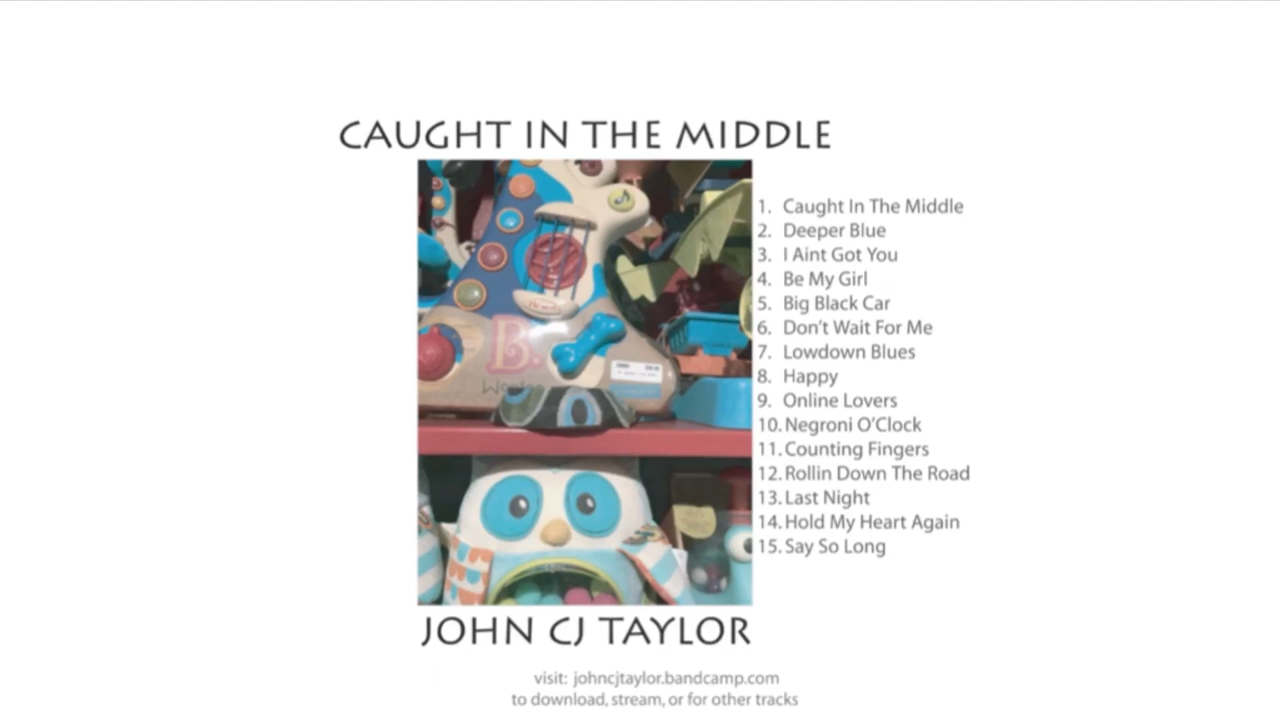 CAUGHT IN THE MIDDLE
B.
1. Caught In The Middle
2. Deeper Blue
3. I Aint Got You
4. Be My Girl
5. Big Black Car
6. Don't Wait For Me
7. Lowdown Blues
8. Happy
9. Online Lovers
10. Negroni O'Clock
11. Counting Fingers
12. Rollin Down The Road
13. Last Night
14. Hold My Heart Again
15. Say So Long
JOHN CJ TAYLOR
visit: johncjtaylor.bandcamp.com
to download, stream, or for other tracks